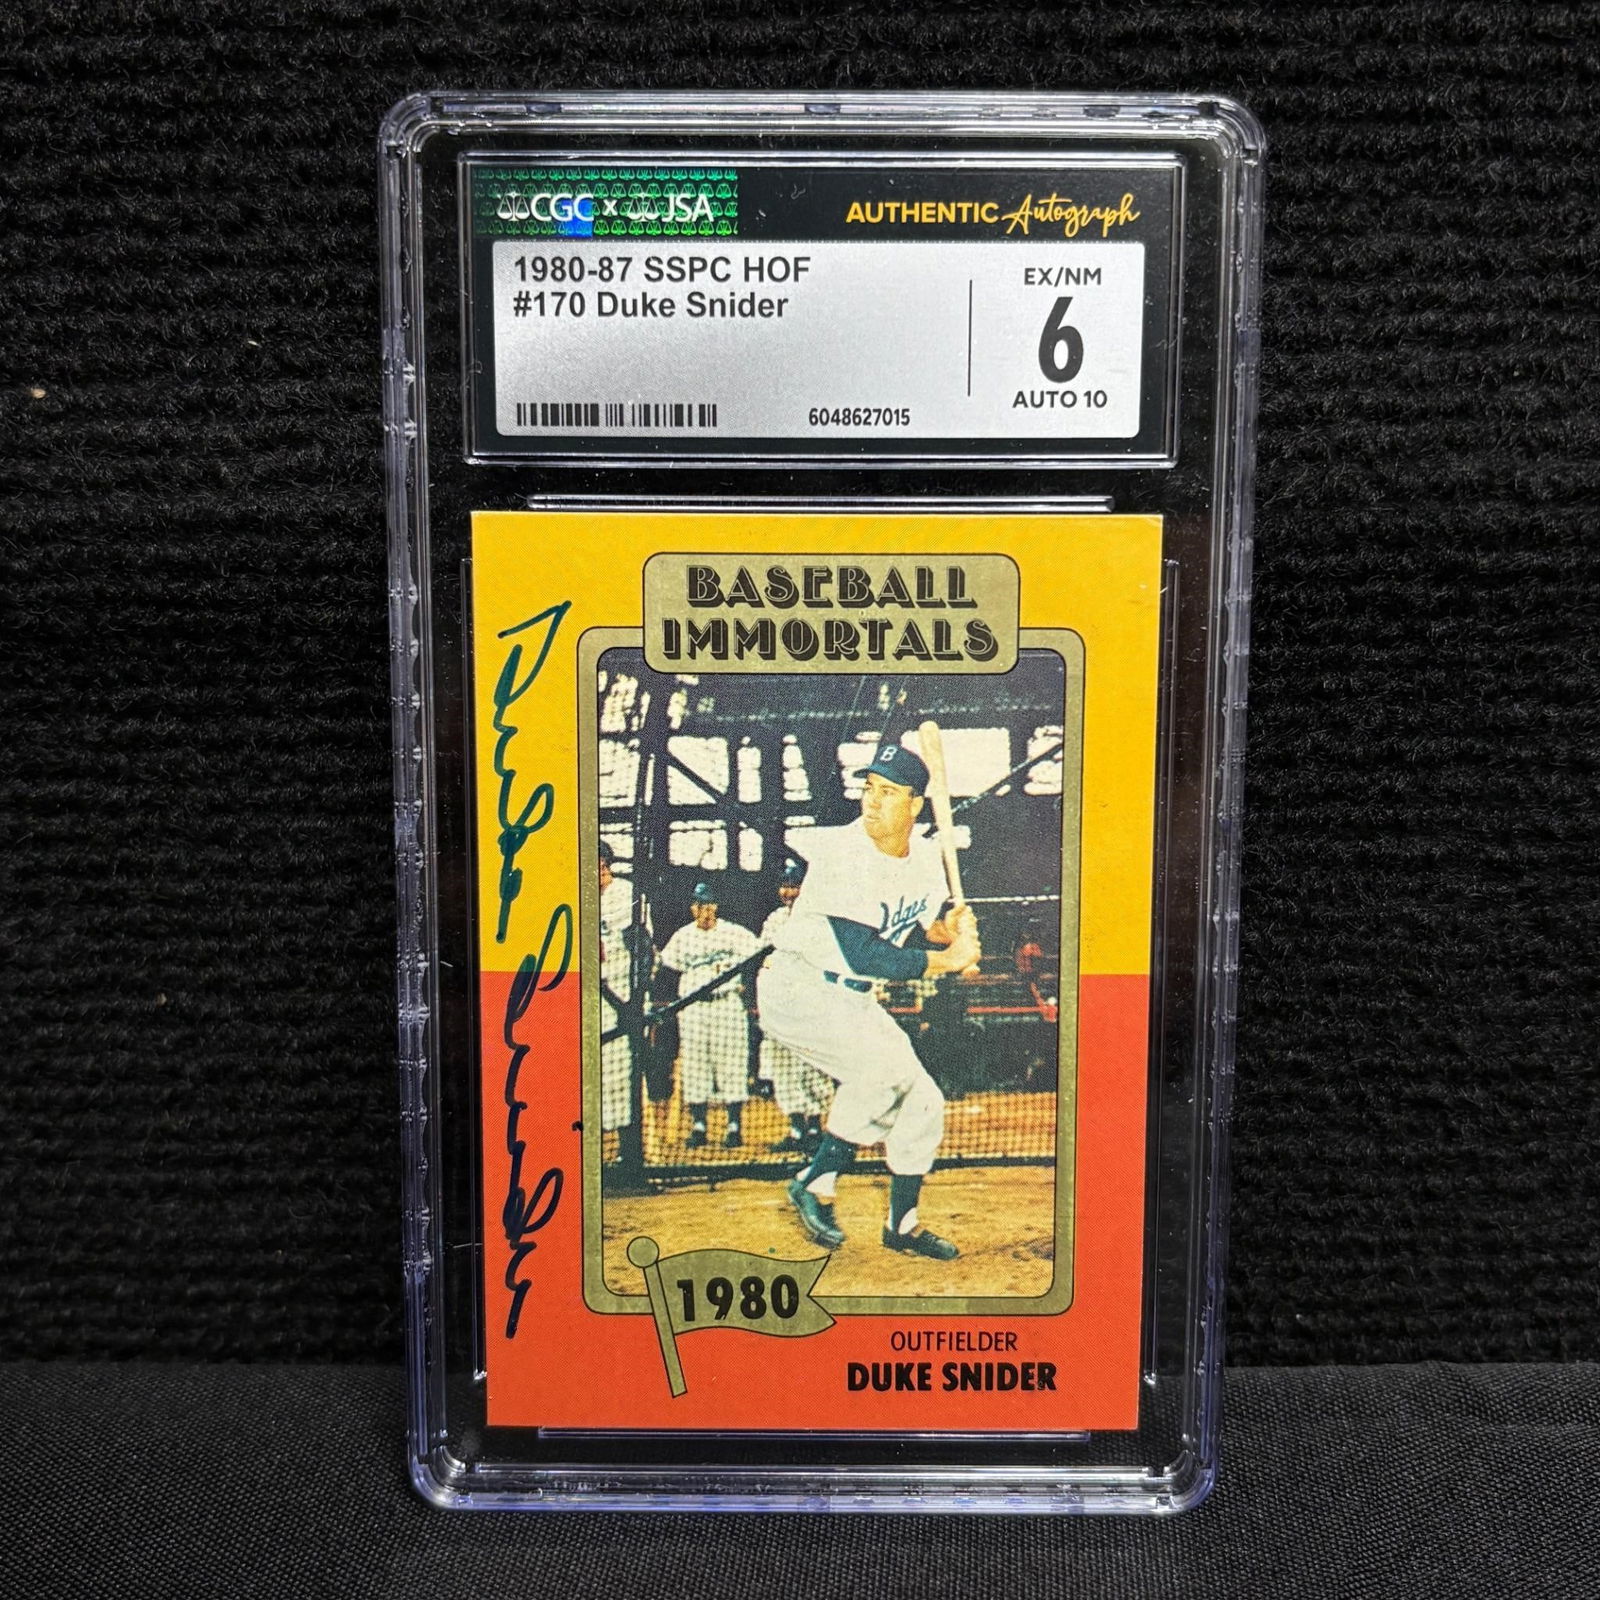 CGC x JSA
AUTHENTIC Autograph
1980-87 SSPC HOF
#170 Duke Snider
EX/NM
6
AUTO 10
6048627015
BASEBALL
IMMORTALS
Duke Snider
B
dgers
1980
OUTFIELDER
DUKE SNIDER